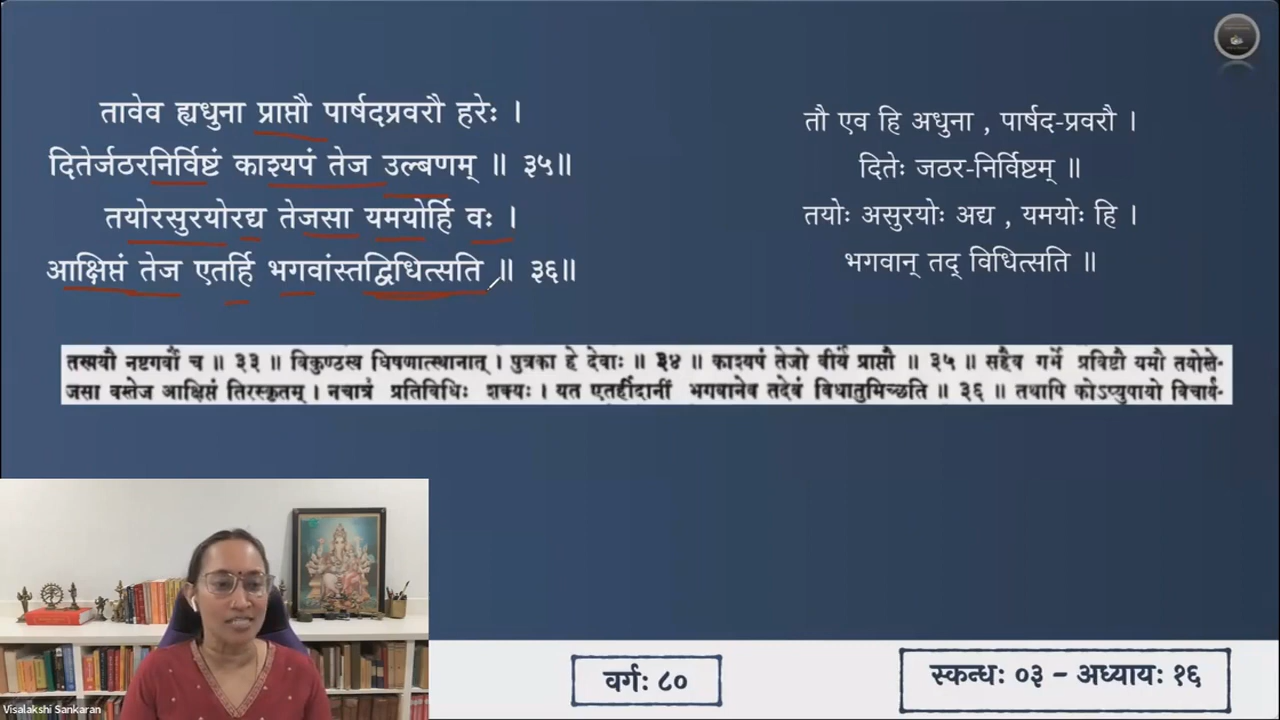 तावेव ह्यधुना प्राप्तौ पार्षदप्रवरौ हरेः ।
दितेर्जठरनिर्विष्टं काश्यपं तेज उल्बणम् ॥ ३५॥
तयोरसुरयोरद्य तेजसा यमयोर्हि वः ।
आक्षिप्तं तेज एतर्हि भगवांस्तद्विधित्सति ॥ ३६॥
तौ एव हि अधुना , पार्षद-प्रवरौ ।
दितेः जठर-निर्विष्टम् ॥
तयोः असुरयोः अद्य , यमयोः हि ।
भगवान् तद् विधित्सति ॥
तस्मयौ नष्टगर्वौ च ॥ ३३ ॥ विकुण्ठस्य धिषणात्स्थानात् । पुत्रका हे देवाः ॥ ३४ ॥ काश्यपं तेजो वीर्यं प्राप्तौ ॥ ३५ ॥ सहैव गर्भे प्रविष्टौ यमौ तयोस्ते-
जसा वस्तेज आक्षिप्तं तिरस्कृतम् । नचात्र प्रतिविधिः शक्यः । यत एतर्हीदानीं भगवानेव तदेवं विधातुमिच्छति ॥ ३६ ॥ तथापि कोऽप्युपायो विचार्य-
Visalakshi Sankaran
वर्गः ८०
स्कन्धः ०३ - अध्यायः १६